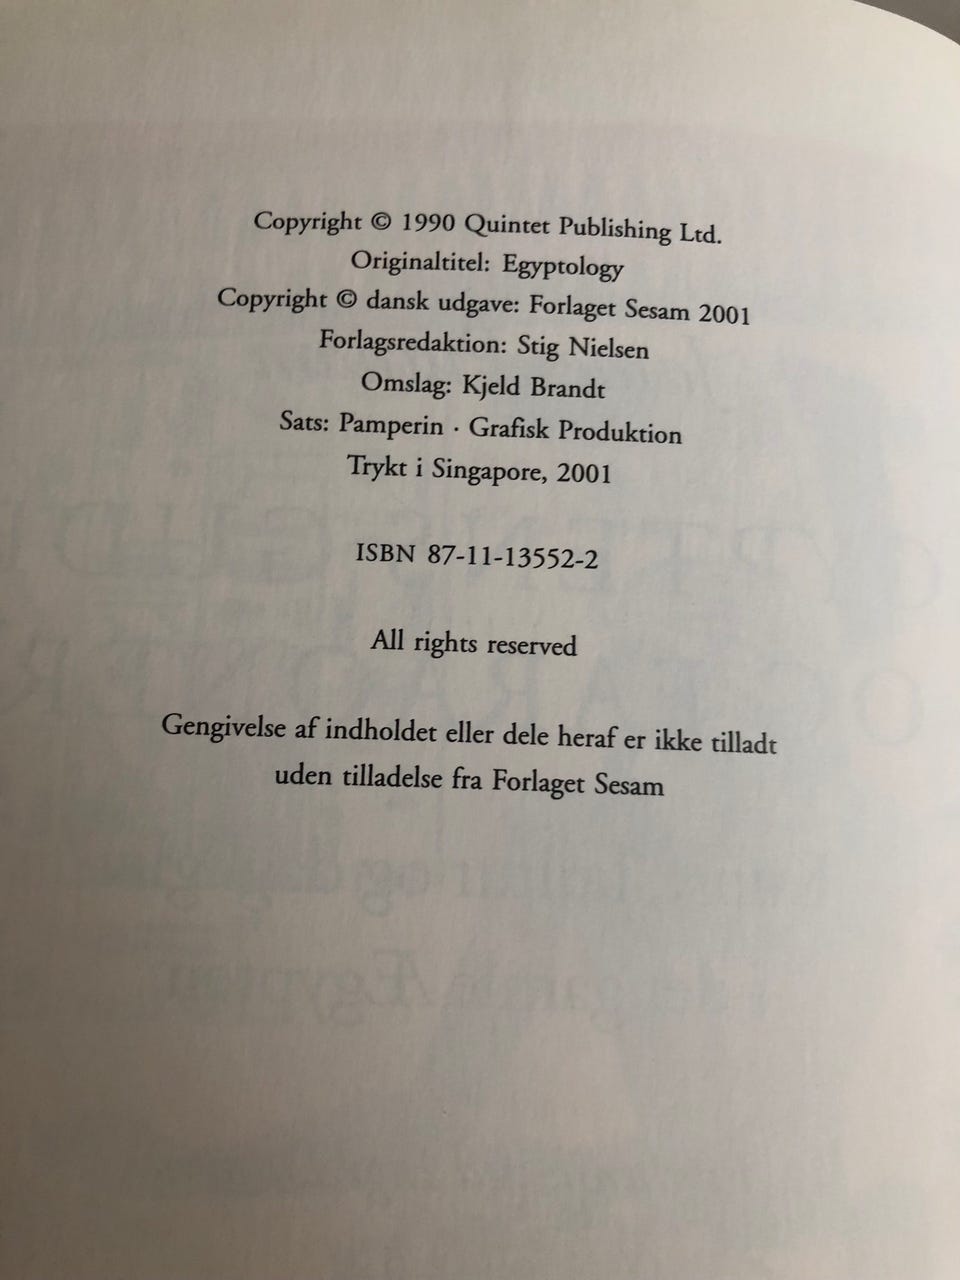 Copyright © 1990 Quintet Publishing Ltd.
Originaltitel: Egyptology
Copyright © dansk udgave: Forlaget Sesam 2001
Forlagsredaktion: Stig Nielsen
Omslag: Kjeld Brandt
Sats: Pamperin · Grafisk Produktion
Trykt i Singapore, 2001
ISBN 87-11-13552-2
All rights reserved
Gengivelse af indholdet eller dele heraf er ikke tilladt
uden tilladelse fra Forlaget Sesam